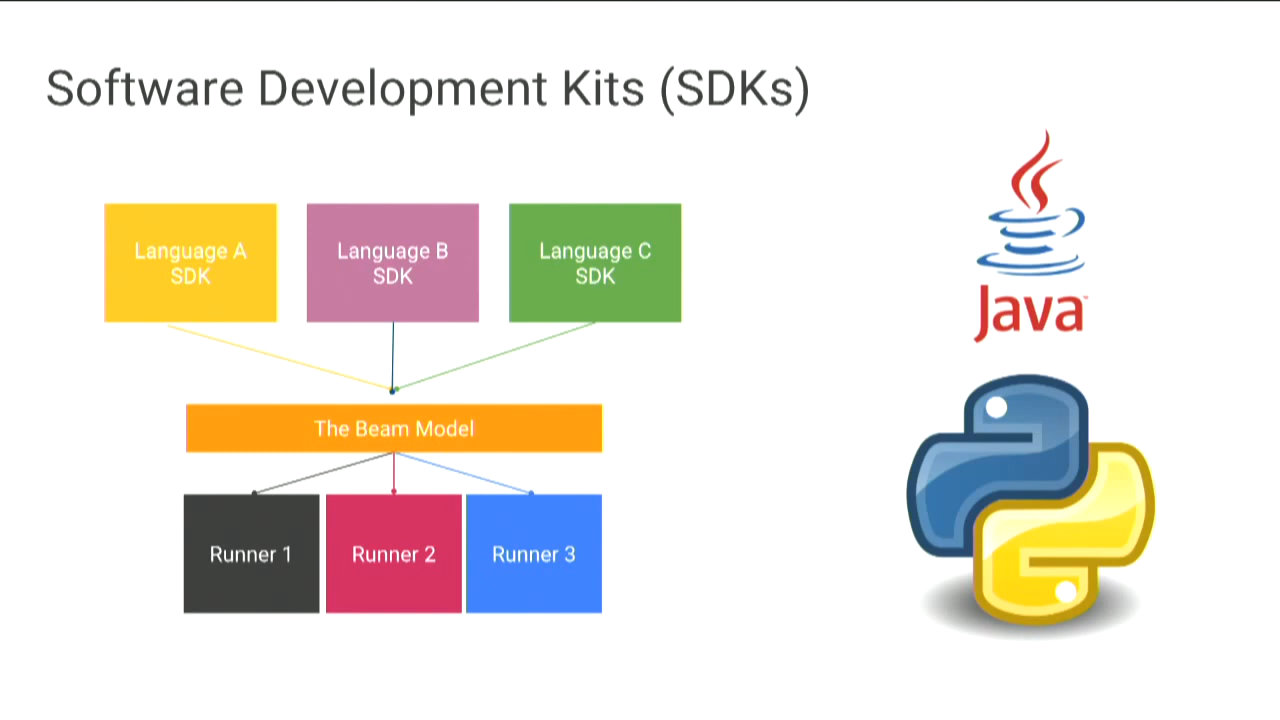 Software Development Kits (SDKs)
Language A
SDK
Language B
SDK
Language C
SDK
The Beam Model
Runner 1
Runner 2
Runner 3
Java™